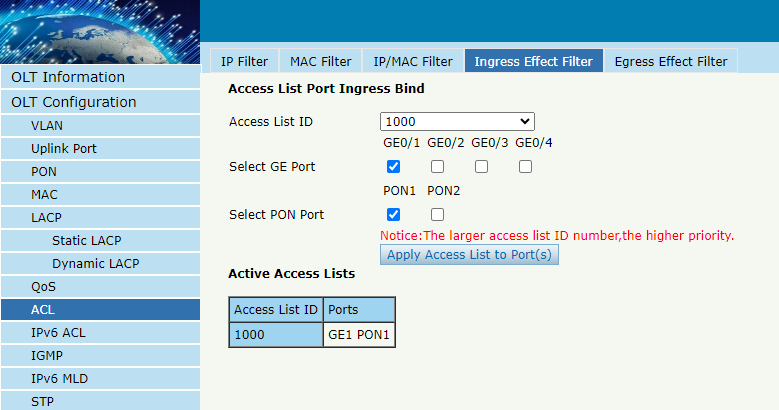 IP Filter MAC Filter IP/MAC Filter Ingress Effect Filter Egress Effect Filter
OLT Information
OLT Configuration
VLAN
Uplink Port
PON
MAC
LACP
Static LACP
Dynamic LACP
QoS
ACL
IPv6 ACL
IGMP
IPv6 MLD
STP
Access List Port Ingress Bind
Access List ID 1000
GE0/1 GE0/2 GE0/3 GE0/4
Select GE Port
PON1 PON2
Select PON Port
Notice:The larger access list ID number,the higher priority.
Apply Access List to Port(s)
Active Access Lists
Access List ID Ports
1000 GE1 PON1